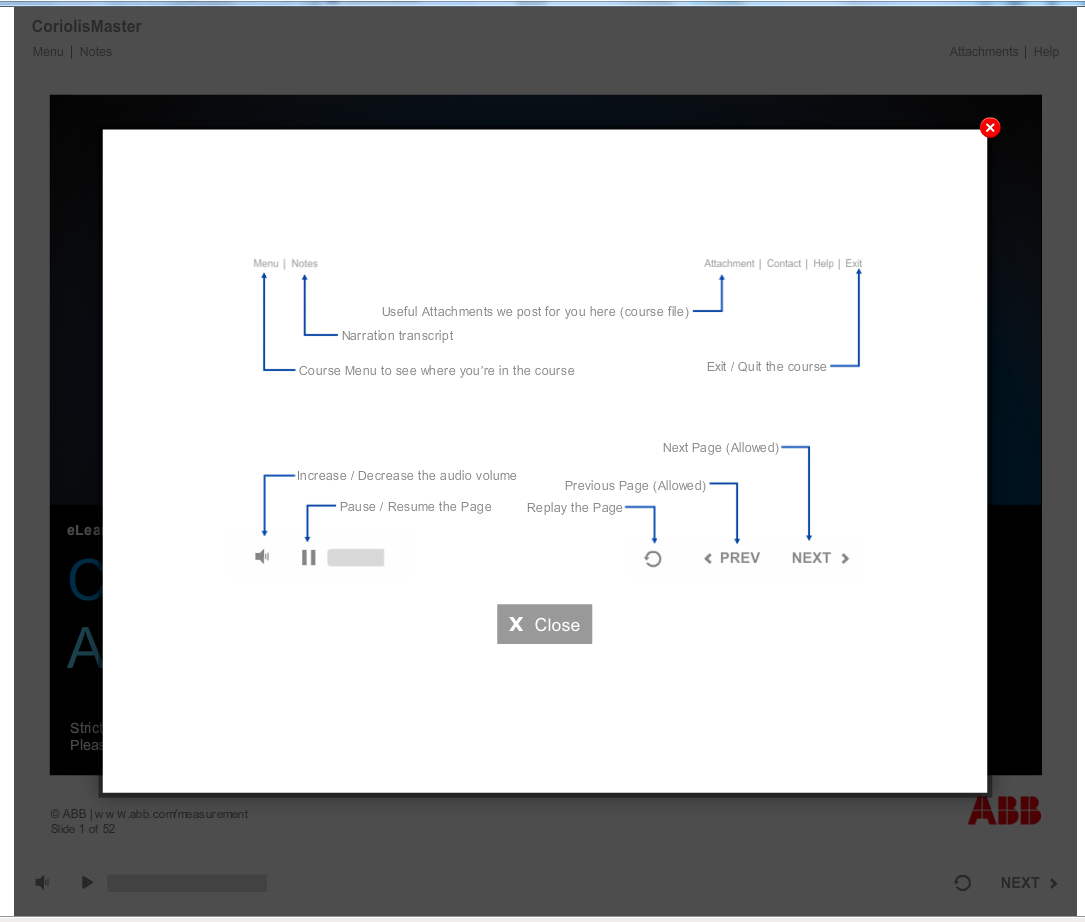 CoriolisMaster
Menu | Notes
Attachments | Help
Menu | Notes
Attachment | Contact | Help | Exit
Useful Attachments we post for you here (course file)
Narration transcript
Course Menu to see where you're in the course
Exit / Quit the course
Next Page (Allowed)
Increase / Decrease the audio volume
Previous Page (Allowed)
Pause / Resume the Page
Replay the Page
PREV
NEXT
X Close
eLea
C
A
Strict
Pleas
© ABB | www.abb.com/measurement
Slide 1 of 52
ABB
NEXT